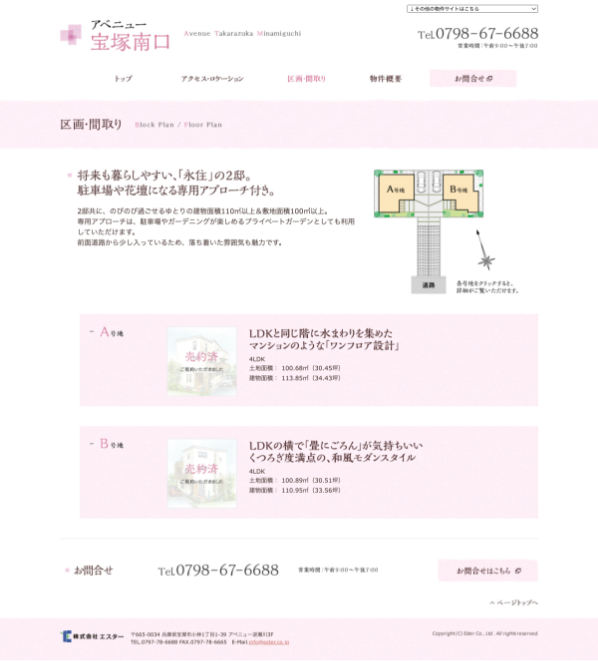 ↓その他の物件サイトはこちら
アベニュー
宝塚南口
Avenue Takarazuka Minamiguchi
Tel.0798-67-6688
営業時間：午前9:00〜午後7:00
トップ
アクセス・ロケーション
区画・間取り
物件概要
お問合せ
区画・間取り
Block Plan / Floor Plan
将来も暮らしやすい、「永住」の2邸。
駐車場や花壇になる専用アプローチ付き。
2邸共に、のびのび過ごせるゆとりの建物面積110㎡以上&敷地面積100㎡以上。
専用アプローチは、駐車場やガーデニングが楽しめるプライベートガーデンとしても利用
していただけます。
前面道路から少し入っているため、落ち着いた雰囲気も魅力です。
A号地
B号地
道路
各号地をクリックすると、
詳細がご覧いただけます。
A号地
売約済
ご契約いただきました
LDKと同じ階に水まわりを集めた
マンションのような「ワンフロア設計」
4LDK
土地面積： 100.68㎡（30.45坪）
建物面積： 113.85㎡（34.43坪）
B号地
売約済
ご契約いただきました
LDKの横で「畳にごろん」が気持ちいい
くつろぎ度満点の、和風モダンスタイル
4LDK
土地面積： 100.89㎡（30.51坪）
建物面積： 110.95㎡（33.56坪）
お問合せ
Tel.0798-67-6688
営業時間：午前9:00〜午後7:00
お問合せはこちら
ページトップへ
株式会社 エスター
〒665-0034 兵庫県宝塚市小林1丁目1-39 アベニュー逆瀬川3F
TEL.0797-78-6688 FAX.0797-78-6665 E-Mail.info@ester.co.jp
Copyright (C) Ester Co., Ltd. All rights reserved.